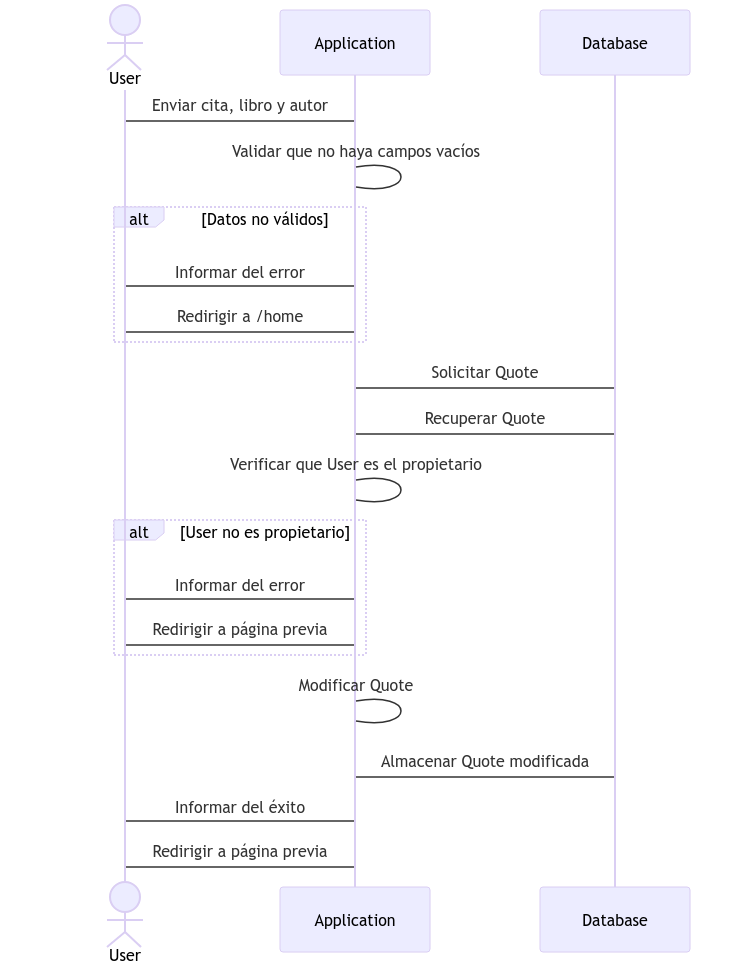 User
Application
Database
Enviar cita, libro y autor
Validar que no haya campos vacíos
alt
[Datos no válidos]
Informar del error
Redirigir a /home
Solicitar Quote
Recuperar Quote
Verificar que User es el propietario
alt
[User no es propietario]
Informar del error
Redirigir a página previa
Modificar Quote
Almacenar Quote modificada
Informar del éxito
Redirigir a página previa
User
Application
Database